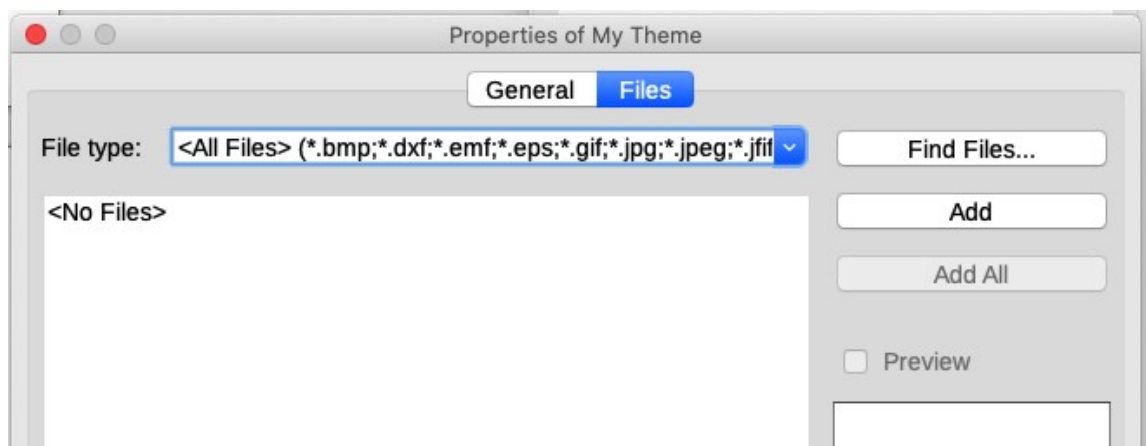 Properties of My Theme
General Files
File type: <All Files> (*.bmp;*.dxf;*.emf;*.eps;*.gif;*.jpg;*.jpeg;*.jfif Find Files...
<No Files> Add
Add All
Preview